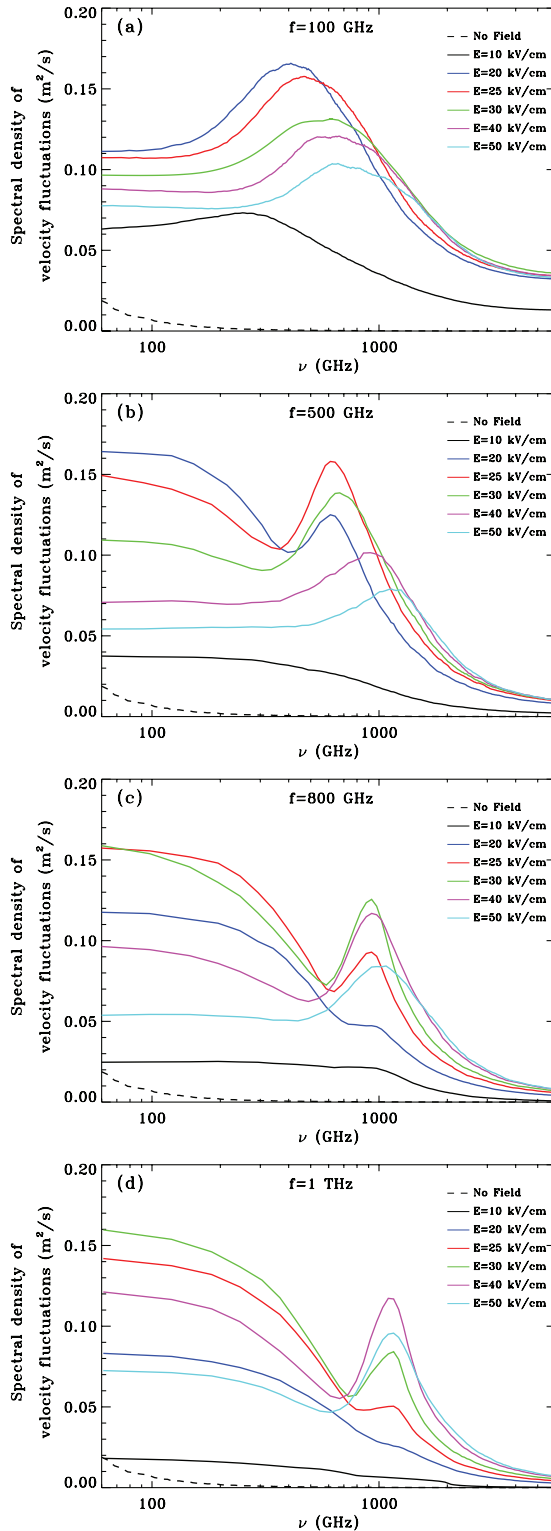 (a)
f=100 GHz
0.20
0.15
0.10
0.05
0.00
Spectral density of
velocity fluctuations (m²/s)
No Field
E=10 kV/cm
E=20 kV/cm
E=25 kV/cm
E=30 kV/cm
E=40 kV/cm
E=50 kV/cm
100
1000
ν (GHz)
(b)
f=500 GHz
0.20
0.15
0.10
0.05
0.00
Spectral density of
velocity fluctuations (m²/s)
No Field
E=10 kV/cm
E=20 kV/cm
E=25 kV/cm
E=30 kV/cm
E=40 kV/cm
E=50 kV/cm
100
1000
ν (GHz)
(c)
f=800 GHz
0.20
0.15
0.10
0.05
0.00
Spectral density of
velocity fluctuations (m²/s)
No Field
E=10 kV/cm
E=20 kV/cm
E=25 kV/cm
E=30 kV/cm
E=40 kV/cm
E=50 kV/cm
100
1000
ν (GHz)
(d)
f=1 THz
0.20
0.15
0.10
0.05
0.00
Spectral density of
velocity fluctuations (m²/s)
No Field
E=10 kV/cm
E=20 kV/cm
E=25 kV/cm
E=30 kV/cm
E=40 kV/cm
E=50 kV/cm
100
1000
ν (GHz)